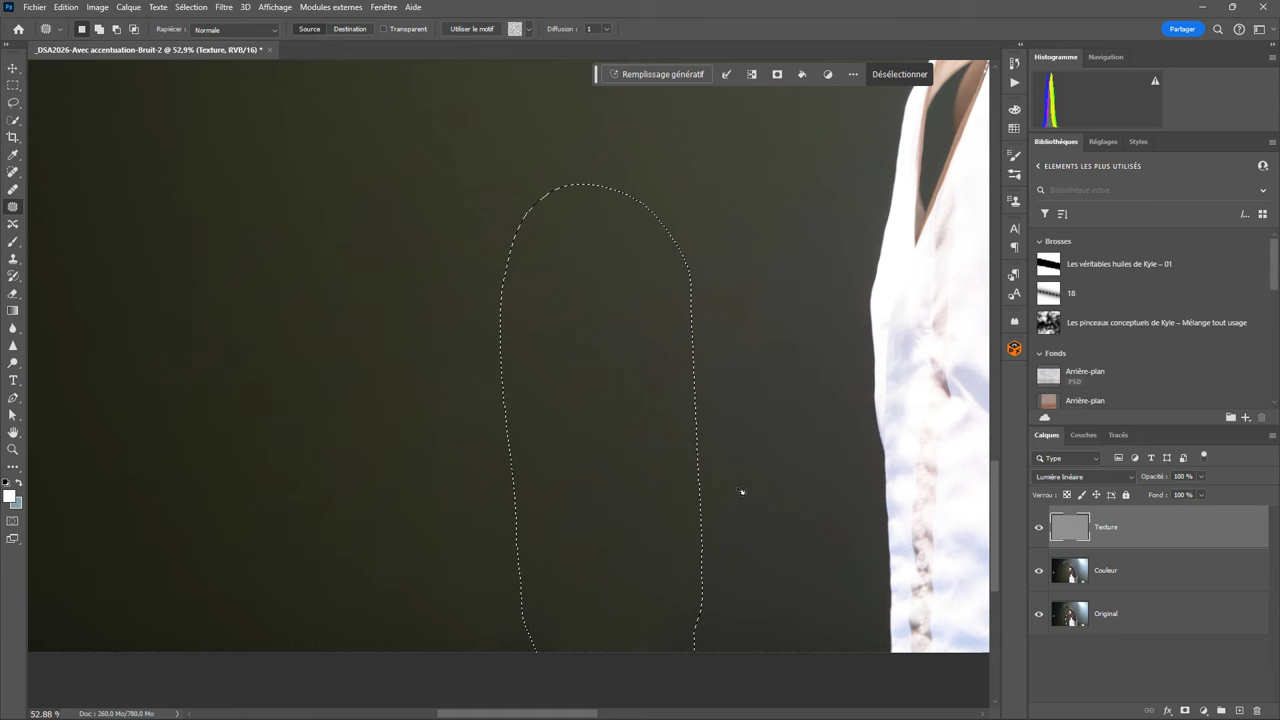 Ps
Fichier Edition Image Calque Texte Sélection Filtre 3D Affichage Modules externes Fenêtre Aide
Rapiécer : Normale Source Destination Transparent Utiliser le motif Diffusion : 1 Partager
_DSA2026-Avec accentuation-Bruit-2 @ 52,9% (Texture, RVB/16) * ×
Histogramme Navigation
Remplissage génératif ••• Désélectionner
Bibliothèques Réglages Styles
ELEMENTS LES PLUS UTILISÉS
Bibliothèque active
Brosses
Les véritables huiles de Kyle – 01
18
Les pinceaux conceptuels de Kyle – Mélange tout usage
Fonds
Arrière-plan
PSD
Arrière-plan
Calques Couches Tracés
Type
Lumière linéaire Opacité : 100 %
Verrou : Fond : 100 %
Texture
Couleur
Original
52.88 % Doc : 260,0 Mo/780,0 Mo